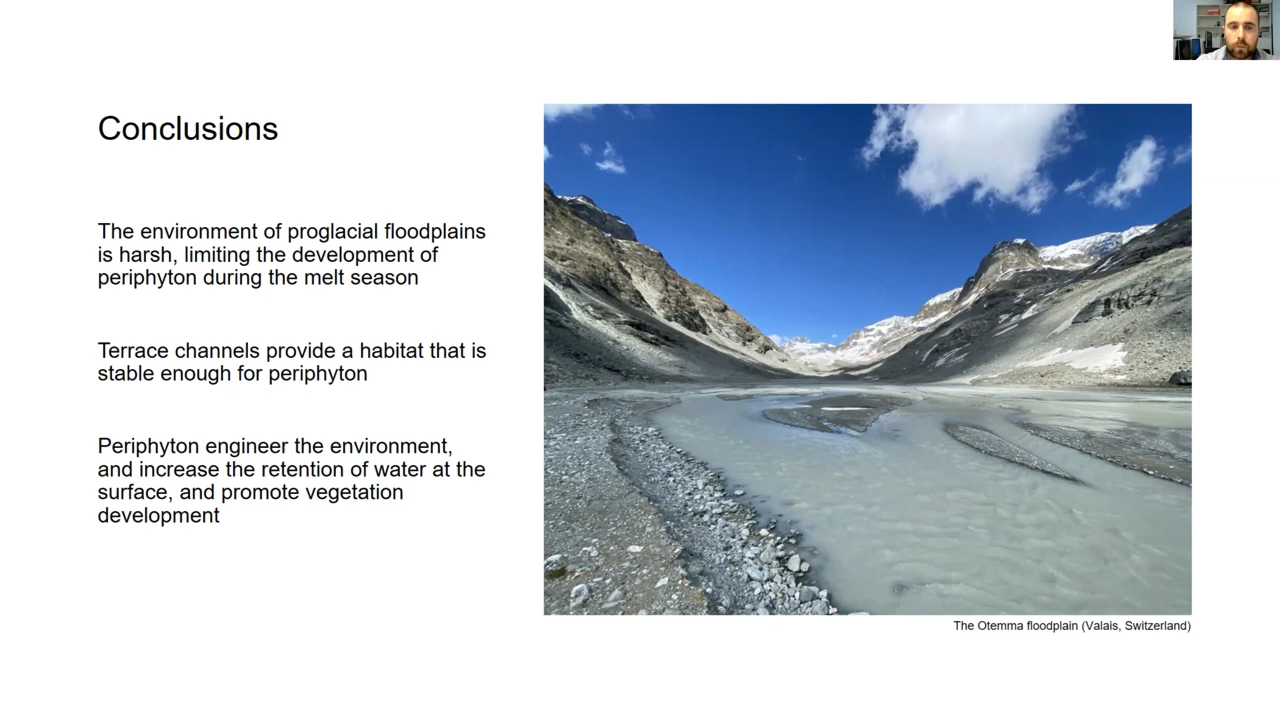 Conclusions
The environment of proglacial floodplains
is harsh, limiting the development of
periphyton during the melt season
Terrace channels provide a habitat that is
stable enough for periphyton
Periphyton engineer the environment,
and increase the retention of water at the
surface, and promote vegetation
development
The Otemma floodplain (Valais, Switzerland)